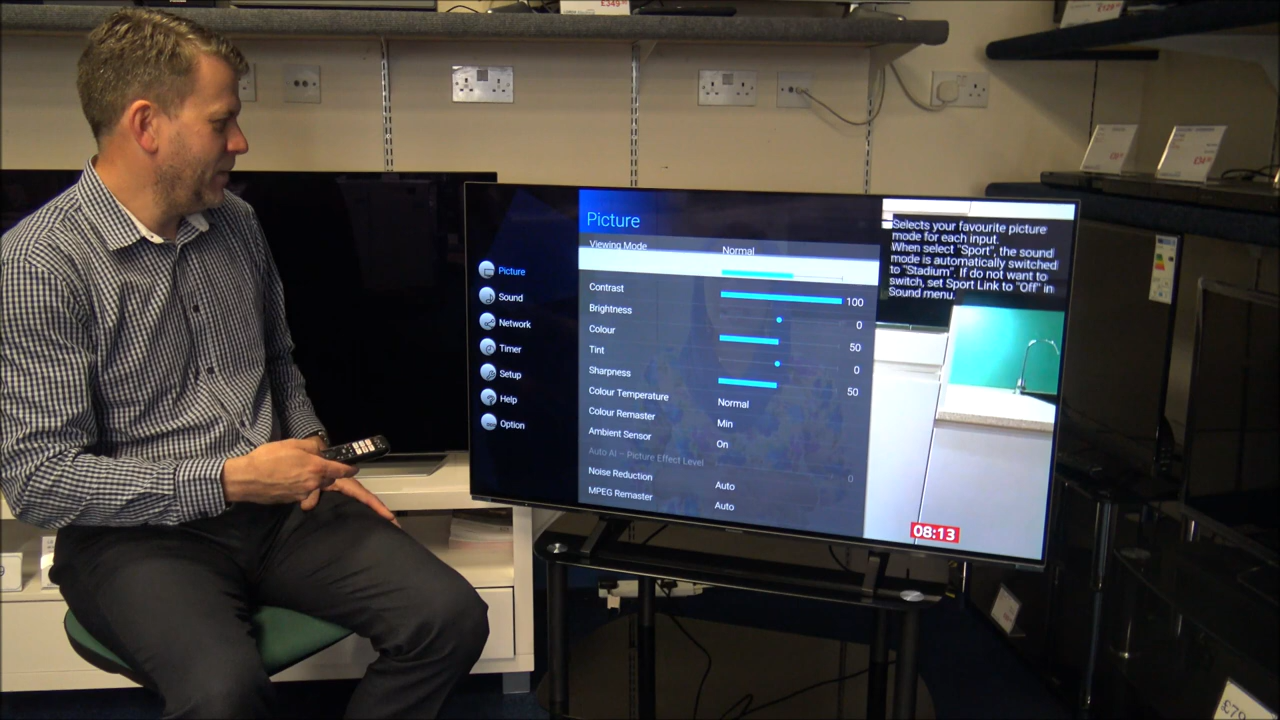 £349
Picture
Viewing Mode Normal
Contrast 100
Brightness 0
Colour 50
Tint 0
Sharpness 50
Colour Temperature Normal
Colour Remaster Min
Ambient Sensor On
Auto AI – Picture Effect Level 0
Noise Reduction Auto
MPEG Remaster Auto
Picture
Sound
Network
Timer
Setup
Help
Option
Selects your favourite picture
mode for each input.
When select "Sport", the sound
mode is automatically switched
to "Stadium". If do not want to
switch, set Sport Link to "Off" in
Sound menu.
08:13